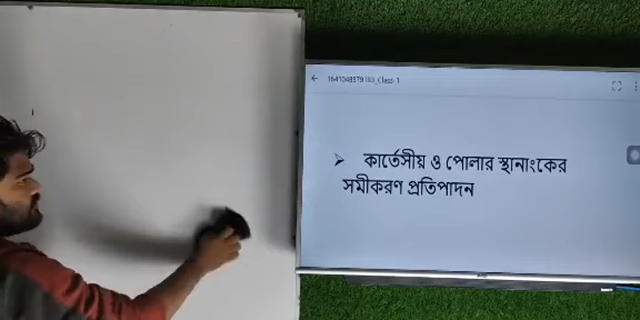 ➤ কার্তেসীয় ও পোলার স্থানাংকের
সমীকরণ প্রতিপাদন